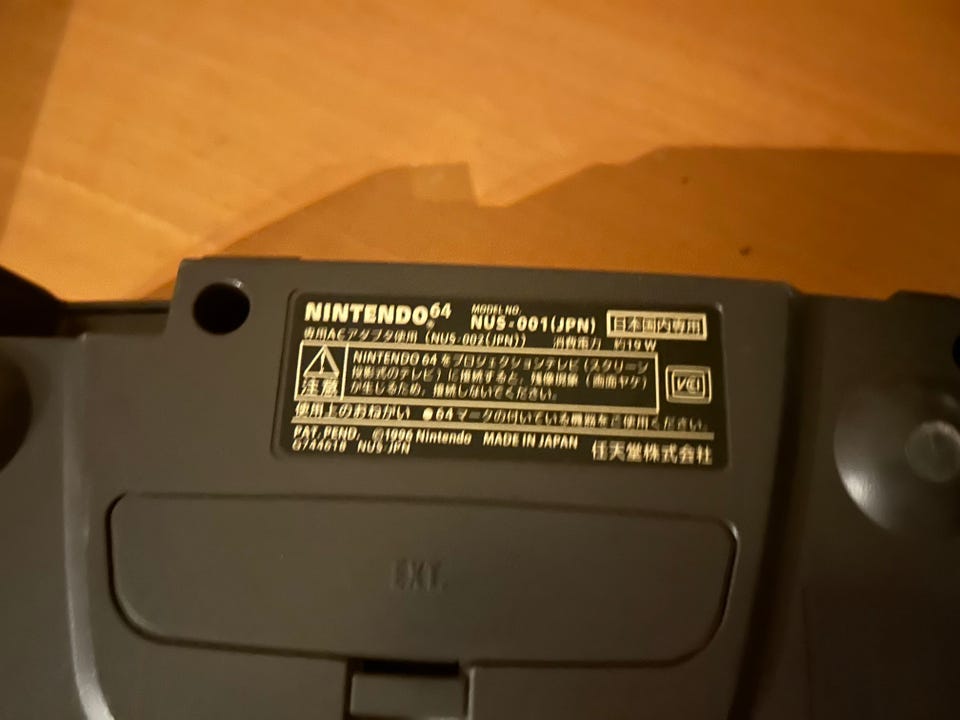 NINTENDO64 MODEL NO. NUS-001(JPN) 日本国内専用
専用ACアダプタ使用 (NUS-002(JPN)) 消費電力 約19W
注意
NINTENDO 64 をプロジェクションテレビ(スクリーン
投影式のテレビ)に接続すると、残像現象(画面ヤケ)
が生じるため、接続しないでください。
VCI
使用上のおねがい ●64 マークの付いている機器をご使用ください。
PAT. PEND. ©1996 Nintendo MADE IN JAPAN 任天堂株式会社
NUS-JPN
EXT.